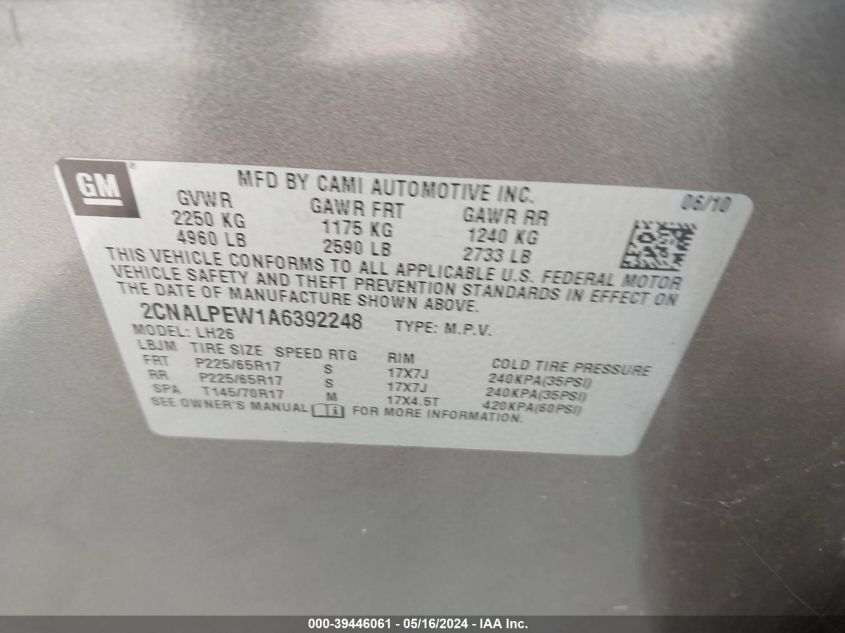 GM
MFD BY CAMI AUTOMOTIVE INC.
06/10
GVWR GAWR FRT GAWR RR
2250 KG 1175 KG 1240 KG
4960 LB 2590 LB 2733 LB
THIS VEHICLE CONFORMS TO ALL APPLICABLE U.S. FEDERAL MOTOR
VEHICLE SAFETY AND THEFT PREVENTION STANDARDS IN EFFECT ON
THE DATE OF MANUFACTURE SHOWN ABOVE.
2CNALPEW1A6392248 TYPE: M.P.V.
MODEL: LH26
LBJM TIRE SIZE SPEED RTG RIM COLD TIRE PRESSURE
FRT P225/65R17 S 17X7J 240KPA(35PSI)
RR P225/65R17 S 17X7J 240KPA(35PSI)
SPA T145/70R17 M 17X4.5T 420KPA(60PSI)
SEE OWNER'S MANUAL FOR MORE INFORMATION.
000-39446061 - 05/16/2024 - IAA Inc.